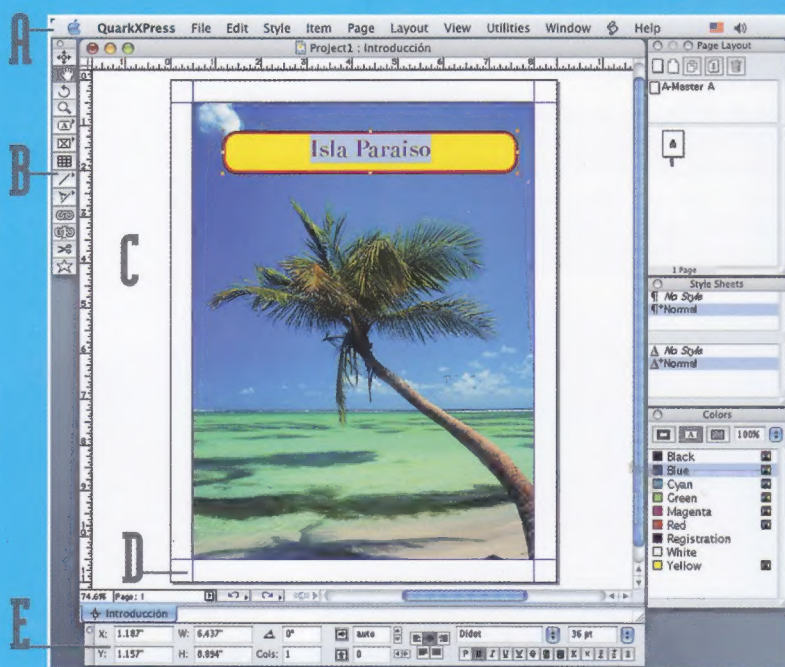 A
QuarkXPress File Edit Style Item Page Layout View Utilities Window Help
Project1 : Introducción
Page Layout
A-Master A
A
1
1 Page
B
Isla Paraiso
C
Style Sheets
¶ No Style
¶*Normal
A No Style
A*Normal
Colors
100%
Black
Blue
Cyan
Green
Magenta
Red
Registration
White
Yellow
D
74.6% Page: 1
Introducción
E
X: 1.187" W: 6.437" 0° auto Didot 36 pt
Y: 1.157" H: 0.894" Cols: 1 0